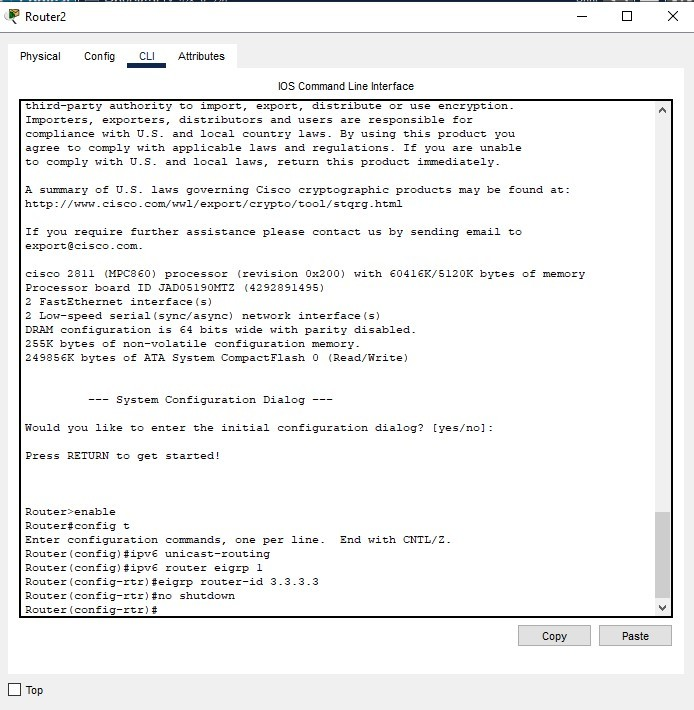 Router2
Physical Config CLI Attributes
IOS Command Line Interface
third-party authority to import, export, distribute or use encryption.
Importers, exporters, distributors and users are responsible for
compliance with U.S. and local country laws. By using this product you
agree to comply with applicable laws and regulations. If you are unable
to comply with U.S. and local laws, return this product immediately.
A summary of U.S. laws governing Cisco cryptographic products may be found at:
http://www.cisco.com/wwl/export/crypto/tool/stqrg.html
If you require further assistance please contact us by sending email to
export@cisco.com.
cisco 2811 (MPC860) processor (revision 0x200) with 60416K/5120K bytes of memory
Processor board ID JAD05190MTZ (4292891495)
2 FastEthernet interface(s)
2 Low-speed serial(sync/async) network interface(s)
DRAM configuration is 64 bits wide with parity disabled.
255K bytes of non-volatile configuration memory.
249856K bytes of ATA System CompactFlash 0 (Read/Write)
--- System Configuration Dialog ---
Would you like to enter the initial configuration dialog? [yes/no]:
Press RETURN to get started!
Router>enable
Router#config t
Enter configuration commands, one per line.  End with CNTL/Z.
Router(config)#ipv6 unicast-routing
Router(config)#ipv6 router eigrp 1
Router(config-rtr)#eigrp router-id 3.3.3.3
Router(config-rtr)#no shutdown
Router(config-rtr)#
Copy Paste
Top